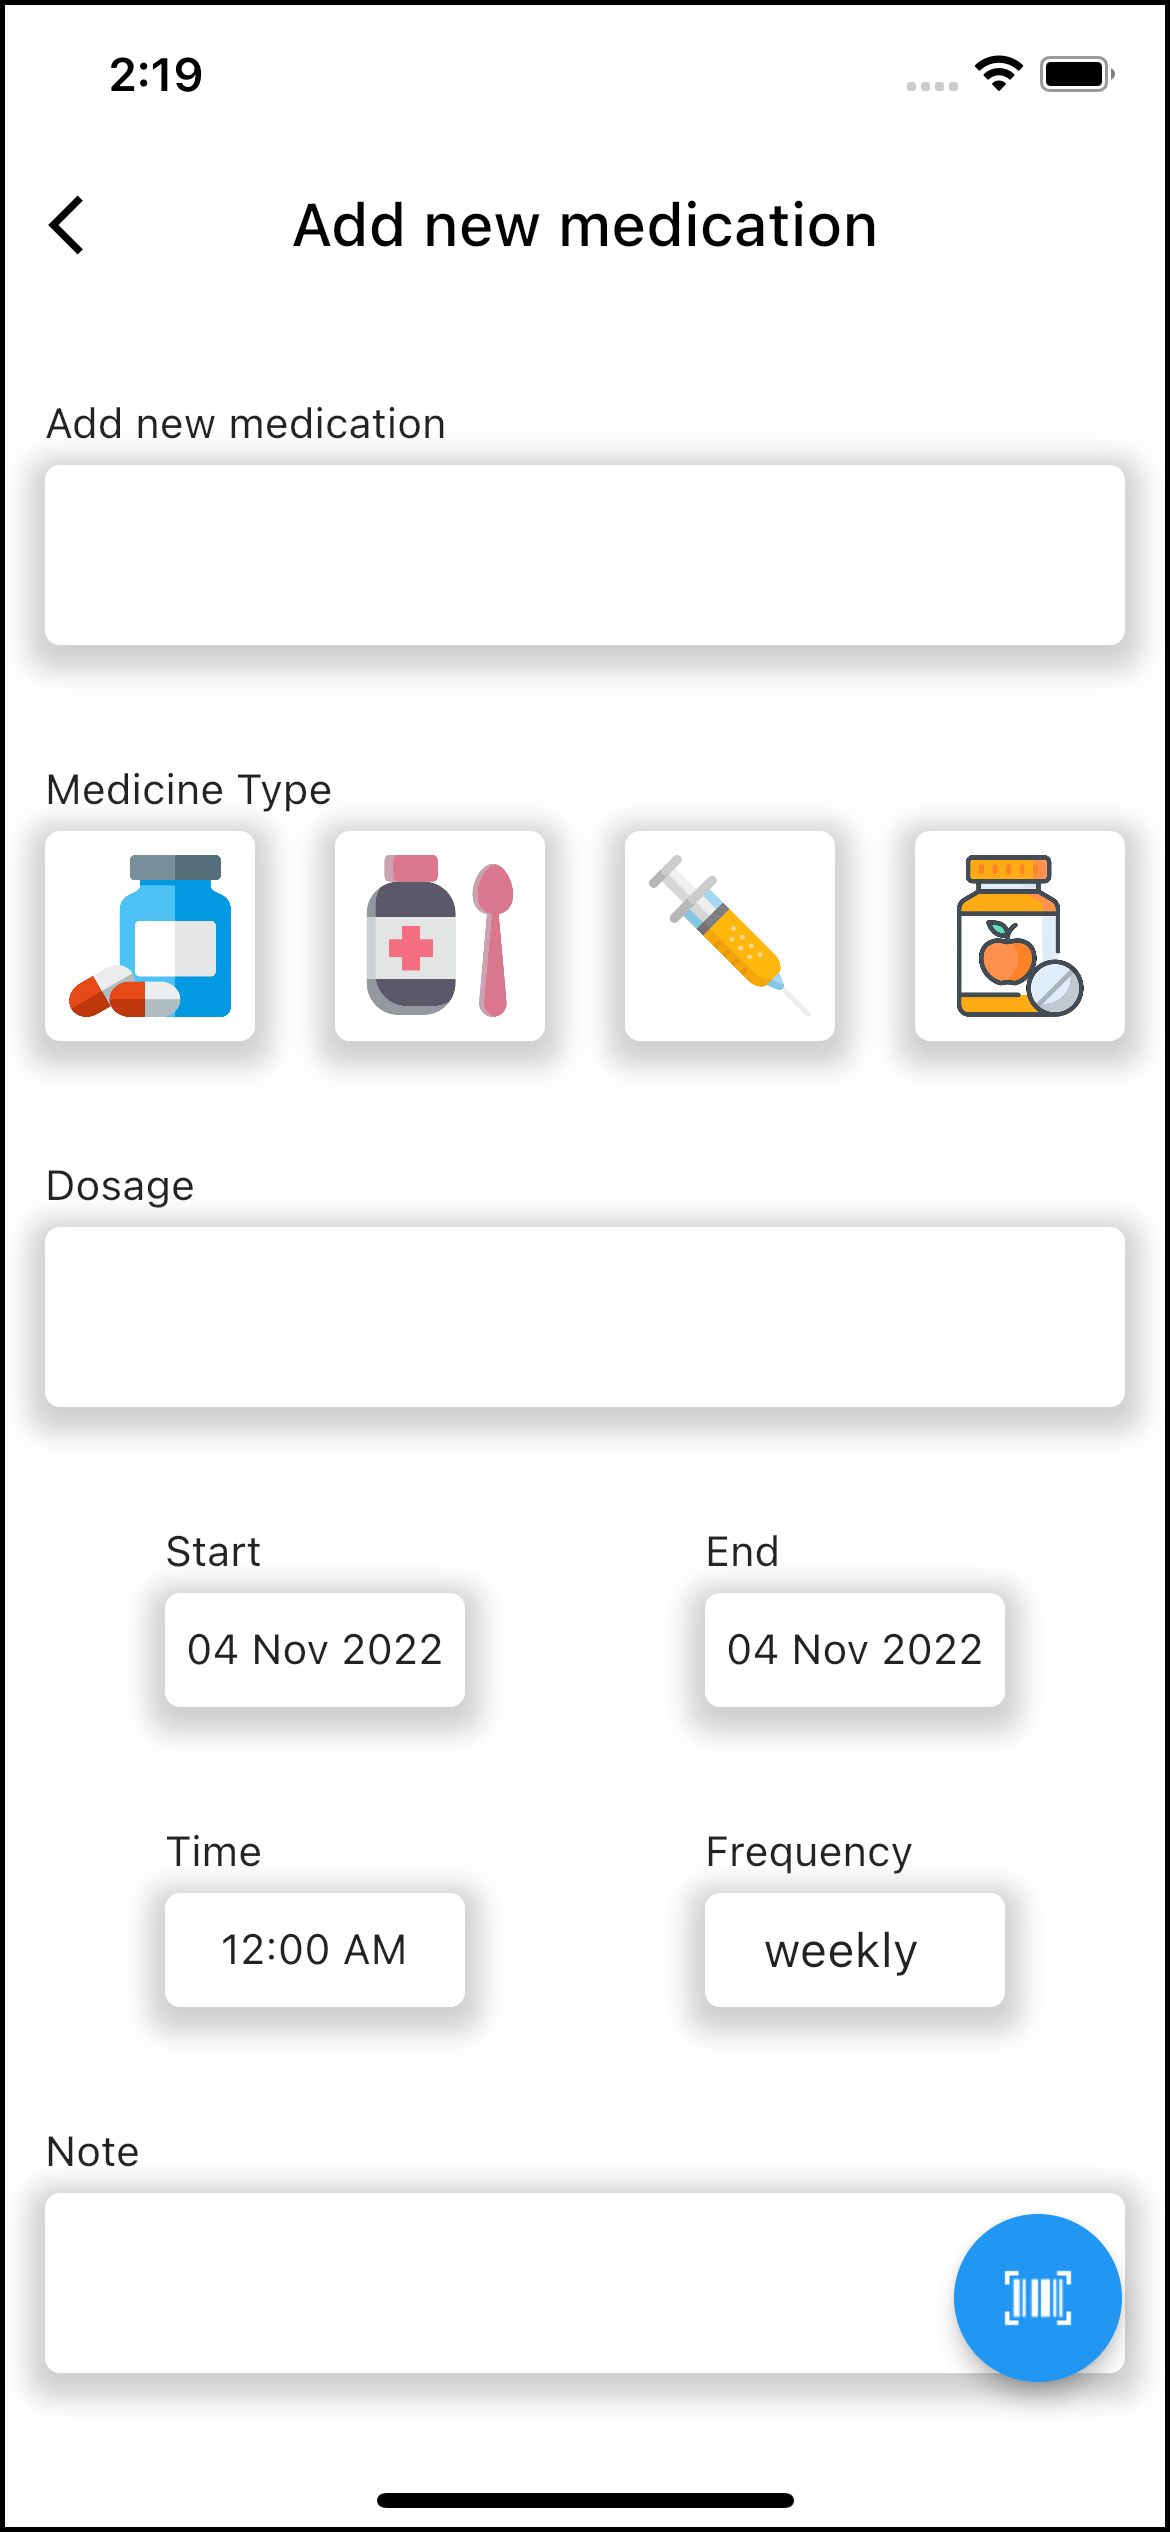 2:19
Add new medication
Add new medication
Medicine Type
Dosage
Start End
04 Nov 2022 04 Nov 2022
Time Frequency
12:00 AM weekly
Note